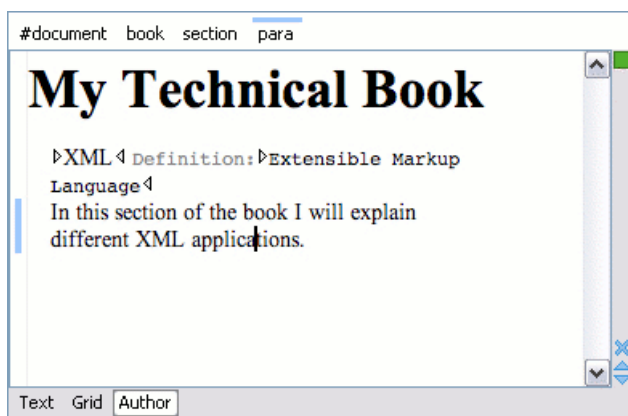 #document book section para
My Technical Book
XML Definition: Extensible Markup
Language
In this section of the book I will explain
different XML applications.
Text Grid Author